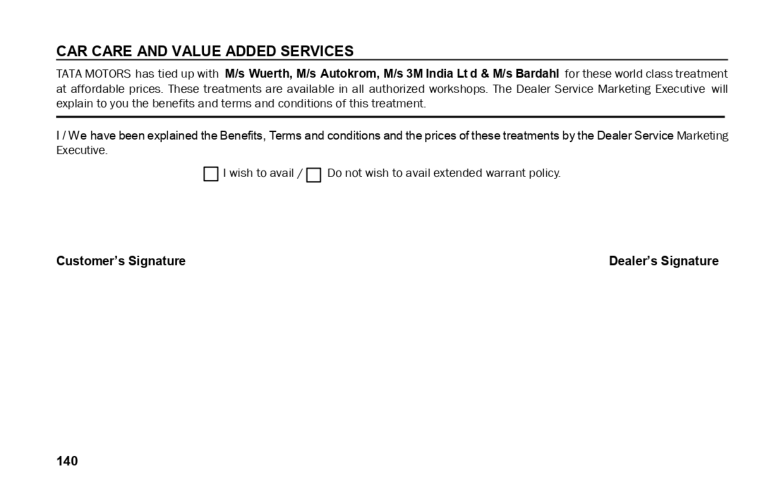 CAR CARE AND VALUE ADDED SERVICES
TATA MOTORS has tied up with M/s Wuerth, M/s Autokrom, M/s 3M India Lt d & M/s Bardahl for these world class treatment
at affordable prices. These treatments are available in all authorized workshops. The Dealer Service Marketing Executive will
explain to you the benefits and terms and conditions of this treatment.
I / We have been explained the Benefits, Terms and conditions and the prices of these treatments by the Dealer Service Marketing
Executive.
I wish to avail / Do not wish to avail extended warrant policy.
Customer's Signature Dealer's Signature
140